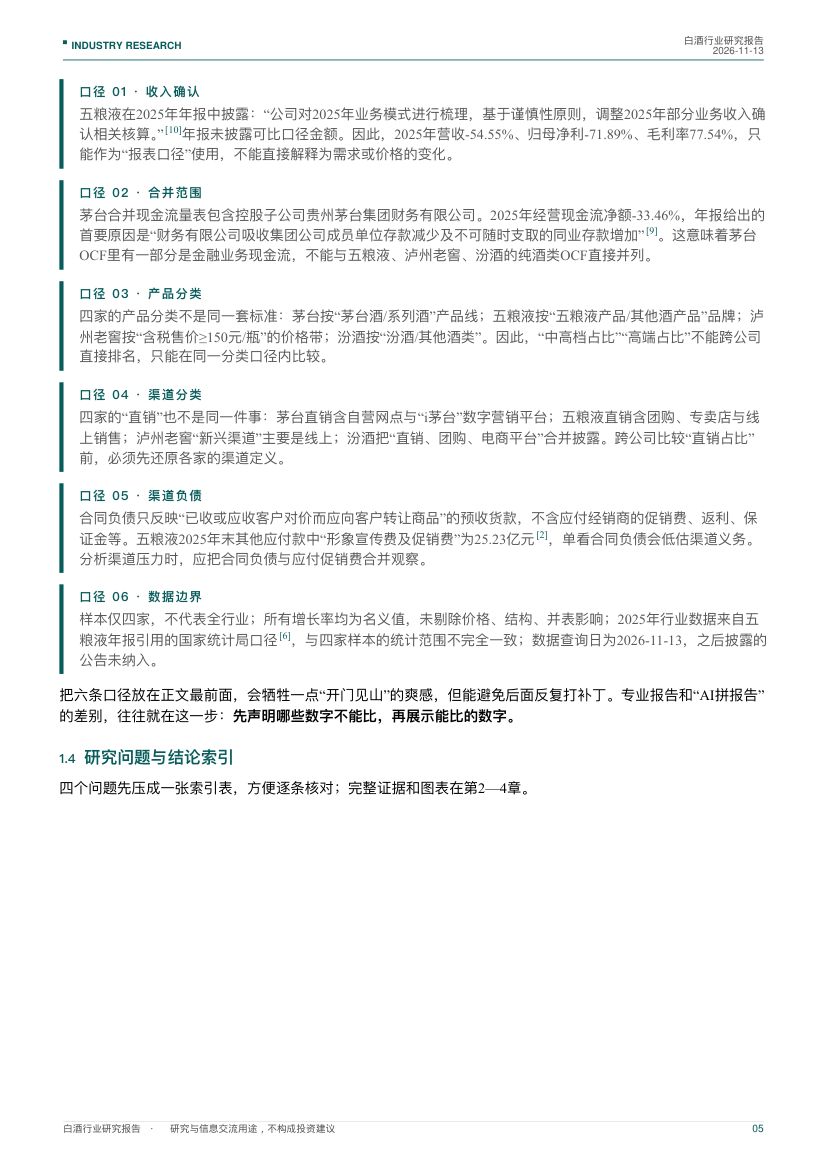 INDUSTRY RESEARCH
白酒行业研究报告
2026-11-13
口径 01 · 收入确认
五粮液在2025年年报中披露：“公司对2025年业务模式进行梳理，基于谨慎性原则，调整2025年部分业务收入确
认相关核算。”[10]年报未披露可比口径金额。因此，2025年营收-54.55%、归母净利-71.89%、毛利率77.54%，只
能作为“报表口径”使用，不能直接解释为需求或价格的变化。
口径 02 · 合并范围
茅台合并现金流量表包含控股子公司贵州茅台集团财务有限公司。2025年经营现金流净额-33.46%，年报给出的
首要原因是“财务有限公司吸收集团公司成员单位存款减少及不可随时支取的同业存款增加”[9]。这意味着茅台
OCF里有一部分是金融业务现金流，不能与五粮液、泸州老窖、汾酒的纯酒类OCF直接并列。
口径 03 · 产品分类
四家的产品分类不是同一套标准：茅台按“茅台酒/系列酒”产品线；五粮液按“五粮液产品/其他酒产品”品牌；泸
州老窖按“含税售价≥150元/瓶”的价格带；汾酒按“汾酒/其他酒类”。因此，“中高档占比”“高端占比”不能跨公司
直接排名，只能在同一分类口径内比较。
口径 04 · 渠道分类
四家的“直销”也不是同一件事：茅台直销含自营网点与“i茅台”数字营销平台；五粮液直销含团购、专卖店与线
上销售；泸州老窖“新兴渠道”主要是线上；汾酒把“直销、团购、电商平台”合并披露。跨公司比较“直销占比”
前，必须先还原各家的渠道定义。
口径 05 · 渠道负债
合同负债只反映“已收或应收客户对价而应向客户转让商品”的预收货款，不含应付经销商的促销费、返利、保
证金等。五粮液2025年末其他应付款中“形象宣传费及促销费”为25.23亿元[2]，单看合同负债会低估渠道义务。
分析渠道压力时，应把合同负债与应付促销费合并观察。
口径 06 · 数据边界
样本仅四家，不代表全行业；所有增长率均为名义值，未剔除价格、结构、并表影响；2025年行业数据来自五
粮液年报引用的国家统计局口径[6]，与四家样本的统计范围不完全一致；数据查询日为2026-11-13，之后披露的
公告未纳入。
把六条口径放在正文最前面，会牺牲一点“开门见山”的爽感，但能避免后面反复打补丁。专业报告和“AI拼报告”
的差别，往往就在这一步：先声明哪些数字不能比，再展示能比的数字。
1.4 研究问题与结论索引
四个问题先压成一张索引表，方便逐条核对；完整证据和图表在第2—4章。
白酒行业研究报告 · 研究与信息交流用途，不构成投资建议
05